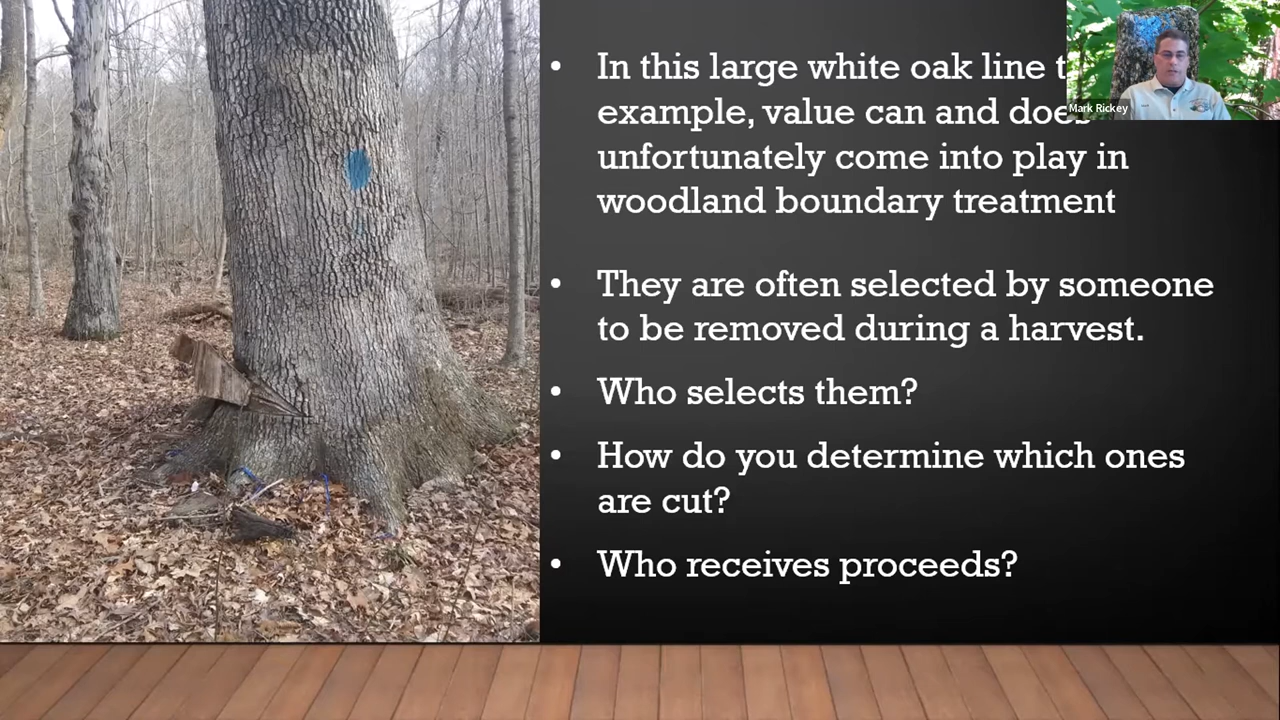 • In this large white oak line
example, value can and does
unfortunately come into play in
woodland boundary treatment
• They are often selected by someone
to be removed during a harvest.
• Who selects them?
• How do you determine which ones
are cut?
• Who receives proceeds?
Mark Rickey